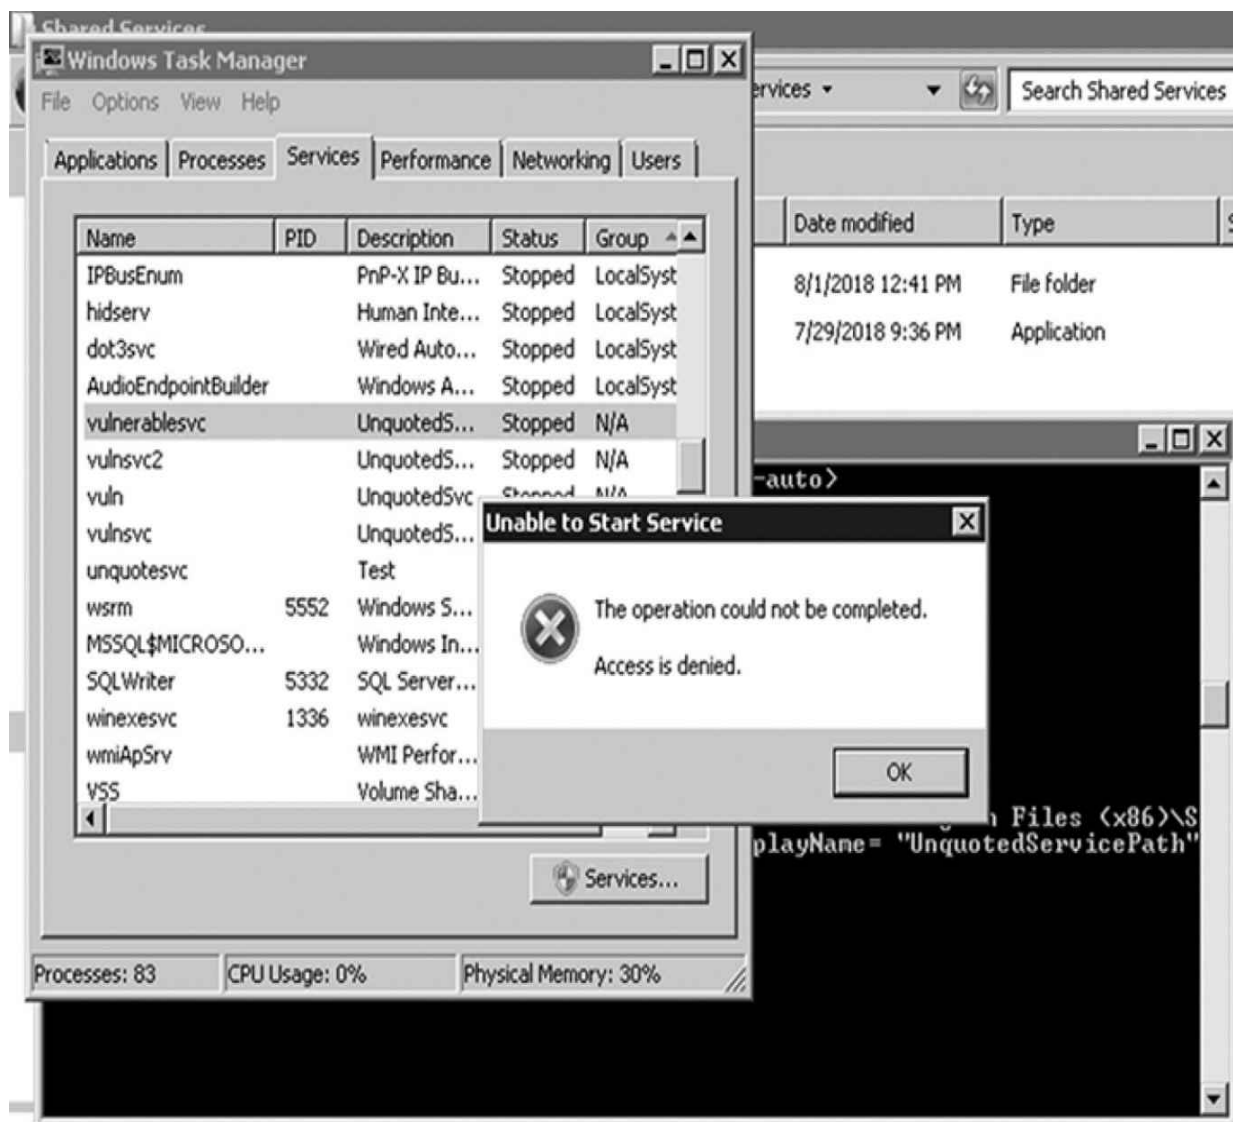 Shared Services
Windows Task Manager
File Options View Help
ervices
Search Shared Services
Applications Processes Services Performance Networking Users
Name PID Description Status Group
Date modified Type
IPBusEnum PnP-X IP Bu... Stopped LocalSyst
8/1/2018 12:41 PM File folder
hidserv Human Inte... Stopped LocalSyst
7/29/2018 9:36 PM Application
dot3svc Wired Auto... Stopped LocalSyst
AudioEndpointBuilder Windows A... Stopped LocalSyst
vulnerablesvc UnquotedS... Stopped N/A
vulnsvc2 UnquotedS... Stopped N/A
-auto>
vuln UnquotedSvc Stopped N/A
vulnsvc UnquotedS...
unquotesvc Test
wsrm 5552 Windows S...
MSSQL$MICROSO... Windows In...
SQLWriter 5332 SQL Server...
winexesvc 1336 winexesvc
wmiApSrv WMI Perfor...
VSS Volume Sha...
Unable to Start Service
The operation could not be completed.
Access is denied.
OK
Files (x86)\S
playName= "UnquotedServicePath"
Services...
Processes: 83 CPU Usage: 0% Physical Memory: 30%